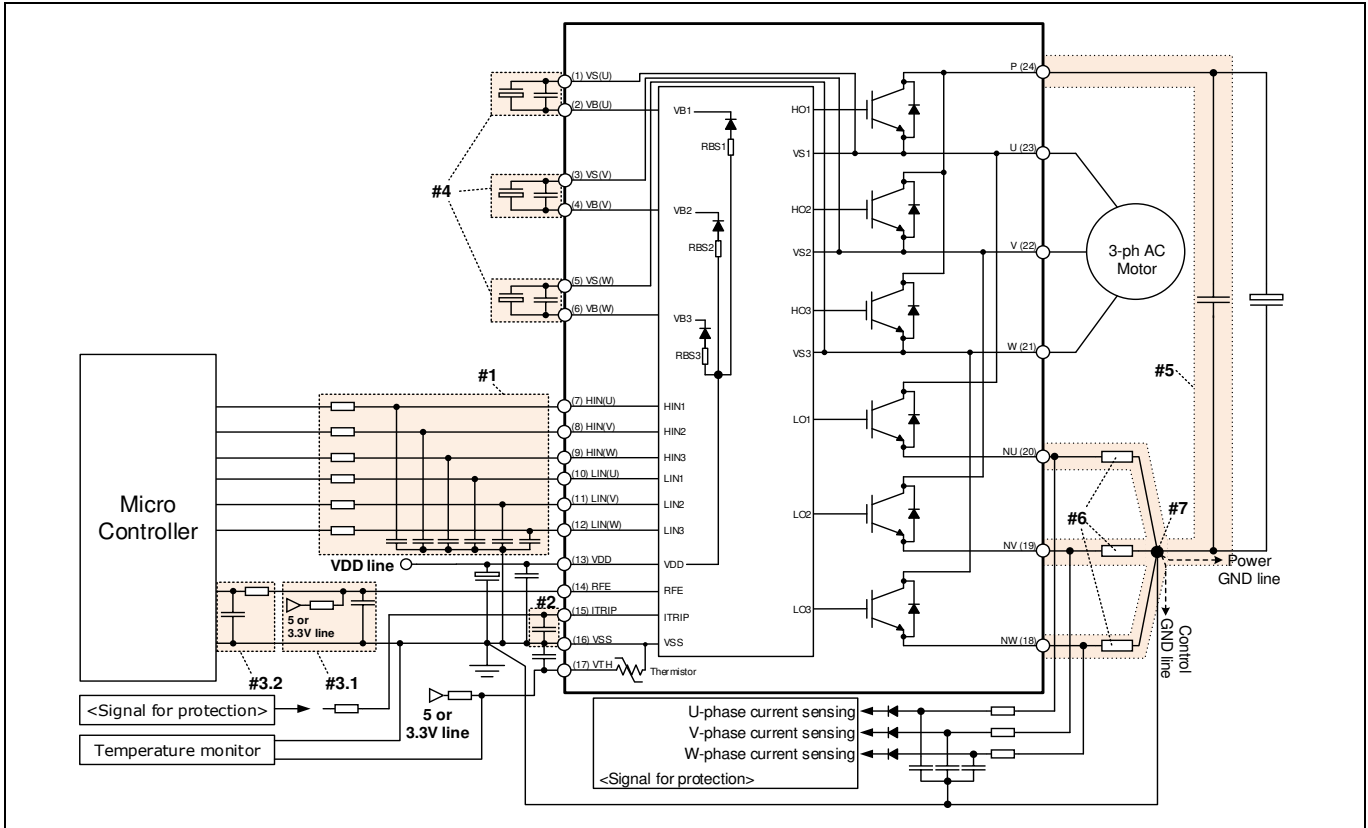 (1) VS(U)
(2) VB(U)
(3) VS(V)
(4) VB(V)
(5) VS(W)
(6) VB(W)
#4
VB1
RBS1
VB2
RBS2
VB3
RBS3
HO1
VS1
HO2
VS2
HO3
VS3
LO1
LO2
LO3
P (24)
U (23)
V (22)
W (21)
3-ph AC
Motor
#5
NU (20)
NV (19)
NW (18)
#6
#7
Power
GND line
Control
GND line
Micro
Controller
#1
(7) HIN(U)
(8) HIN(V)
(9) HIN(W)
(10) LIN(U)
(11) LIN(V)
(12) LIN(W)
HIN1
HIN2
HIN3
LIN1
LIN2
LIN3
VDD line
(13) VDD
(14) RFE
(15) ITRIP
(16) VSS
(17) VTH
VDD
RFE
ITRIP
VSS
Thermistor
#2
5 or
3.3V line
#3.2
#3.1
<Signal for protection>
Temperature monitor
5 or
3.3V line
U-phase current sensing
V-phase current sensing
W-phase current sensing
<Signal for protection>